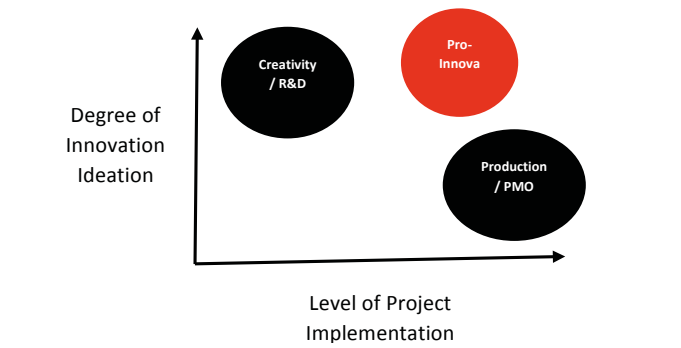 Creativity
/ R&D
Pro-
Innova
Degree of
Innovation
Ideation
Production
/ PMO
Level of Project
Implementation